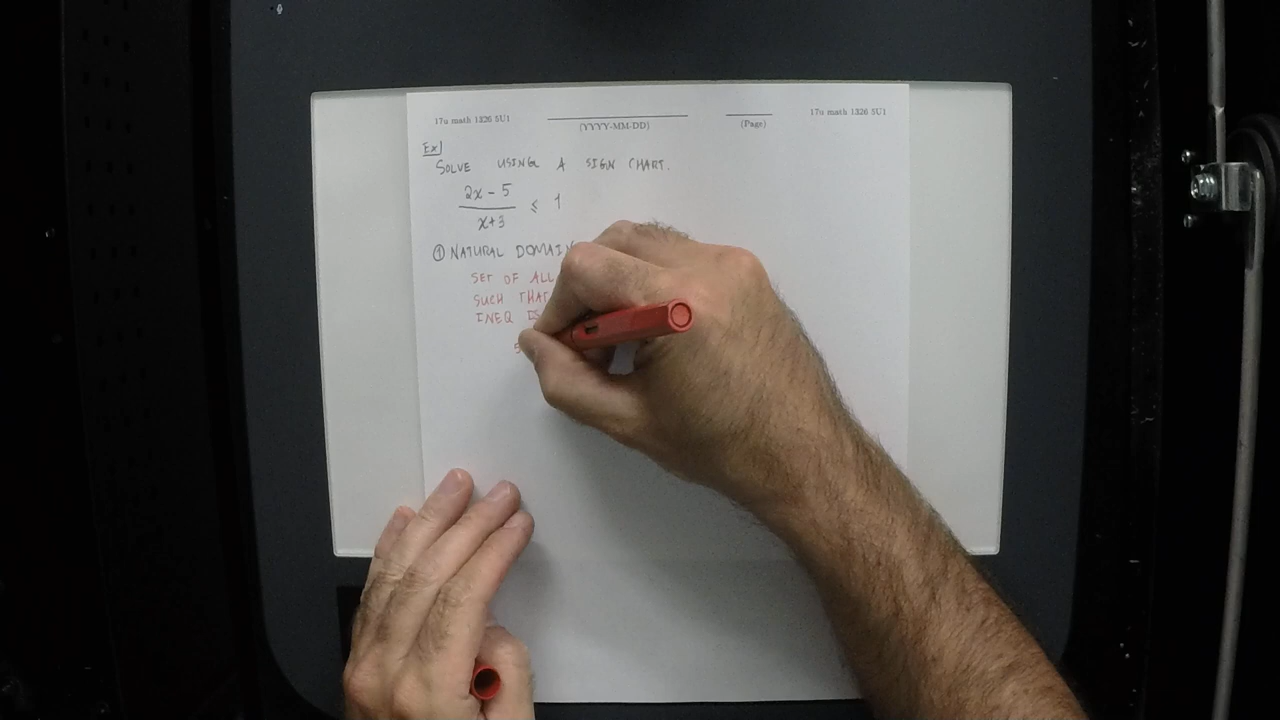 17u math 1326 5U1 (YYYY-MM-DD) (Page) 17u math 1326 5U1
Ex
SOLVE USING A SIGN CHART.
2x - 5
x+3
≤ 1
① NATURAL DOMAIN
SET OF ALL
SUCH THAT
INEQ IS